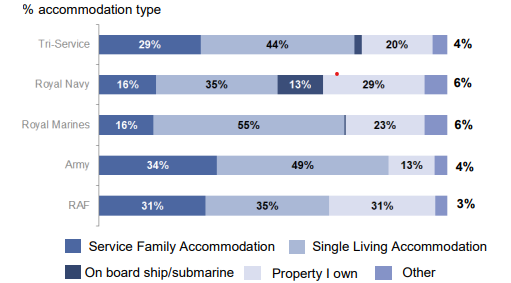 % accommodation type
Tri-Service 29% 44% 20% 4%
Royal Navy 16% 35% 13% 29% 6%
Royal Marines 16% 55% 23% 6%
Army 34% 49% 13% 4%
RAF 31% 35% 31% 3%
Service Family Accommodation Single Living Accommodation
On board ship/submarine Property I own Other